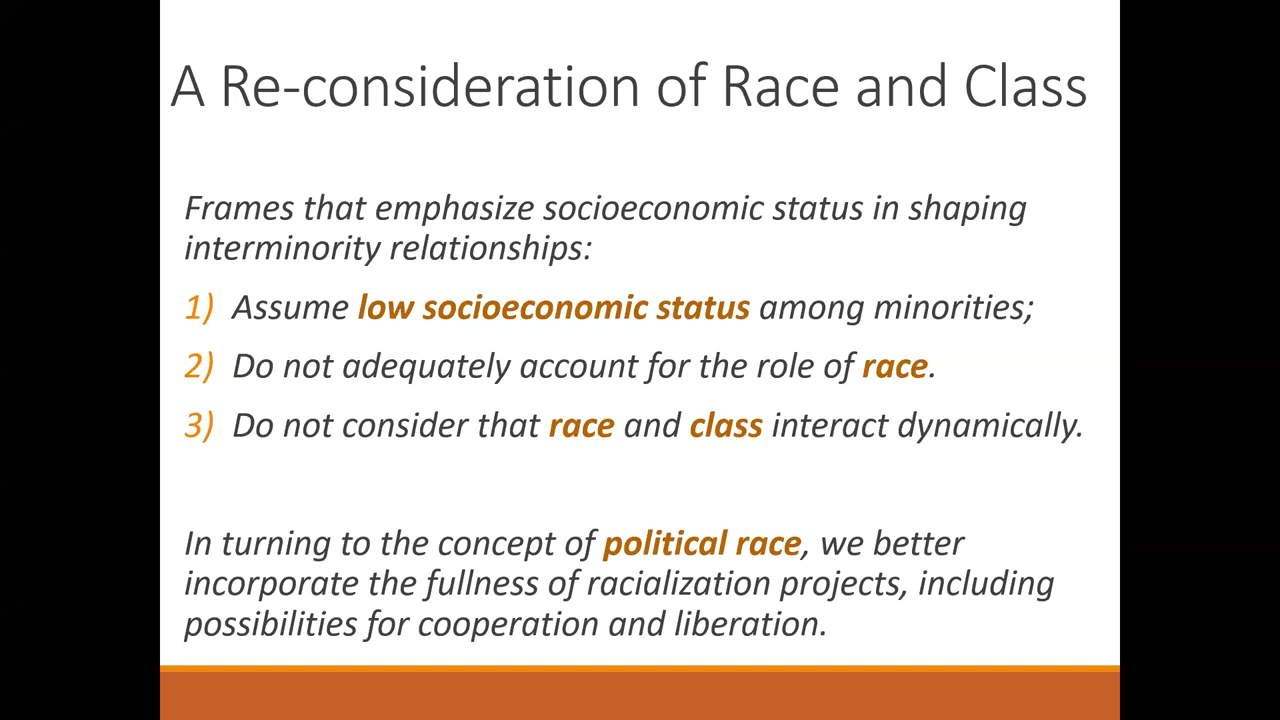 A Re-consideration of Race and Class
Frames that emphasize socioeconomic status in shaping
interminority relationships:
1) Assume low socioeconomic status among minorities;
2) Do not adequately account for the role of race.
3) Do not consider that race and class interact dynamically.
In turning to the concept of political race, we better
incorporate the fullness of racialization projects, including
possibilities for cooperation and liberation.